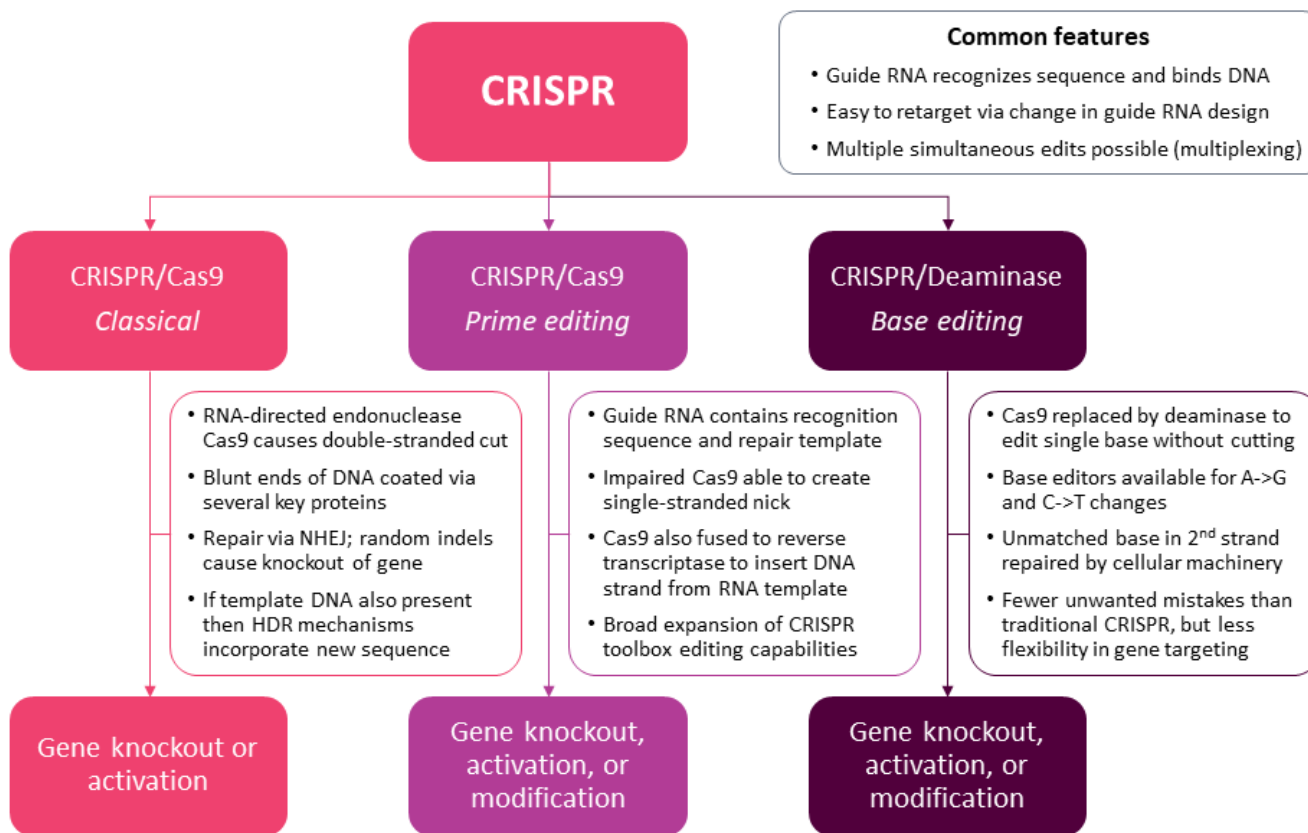 CRISPR
Common features
• Guide RNA recognizes sequence and binds DNA
• Easy to retarget via change in guide RNA design
• Multiple simultaneous edits possible (multiplexing)
CRISPR/Cas9
Classical
CRISPR/Cas9
Prime editing
CRISPR/Deaminase
Base editing
• RNA-directed endonuclease
Cas9 causes double-stranded cut
• Blunt ends of DNA coated via
several key proteins
• Repair via NHEJ; random indels
cause knockout of gene
• If template DNA also present
then HDR mechanisms
incorporate new sequence
• Guide RNA contains recognition
sequence and repair template
• Impaired Cas9 able to create
single-stranded nick
• Cas9 also fused to reverse
transcriptase to insert DNA
strand from RNA template
• Broad expansion of CRISPR
toolbox editing capabilities
• Cas9 replaced by deaminase to
edit single base without cutting
• Base editors available for A->G
and C->T changes
• Unmatched base in 2nd strand
repaired by cellular machinery
• Fewer unwanted mistakes than
traditional CRISPR, but less
flexibility in gene targeting
Gene knockout or
activation
Gene knockout,
activation, or
modification
Gene knockout,
activation, or
modification